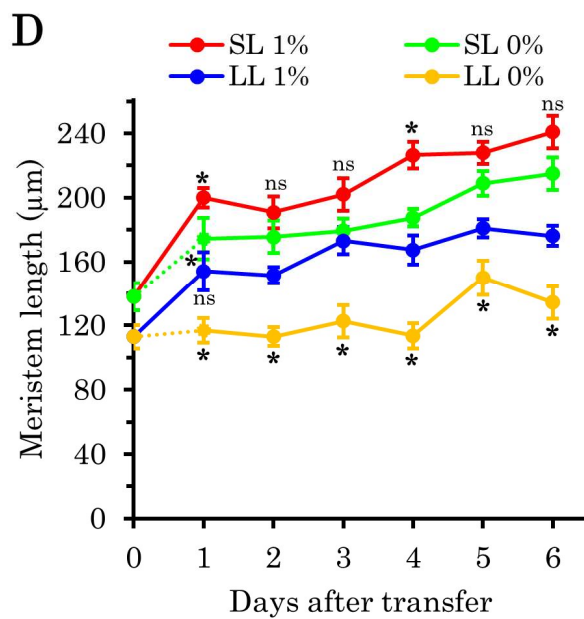 D
SL 1% SL 0%
LL 1% LL 0%
Meristem length (μm)
240
200
160
120
80
40
0
* ns ns * ns ns
* ns
* * * * * *
0 1 2 3 4 5 6
Days after transfer